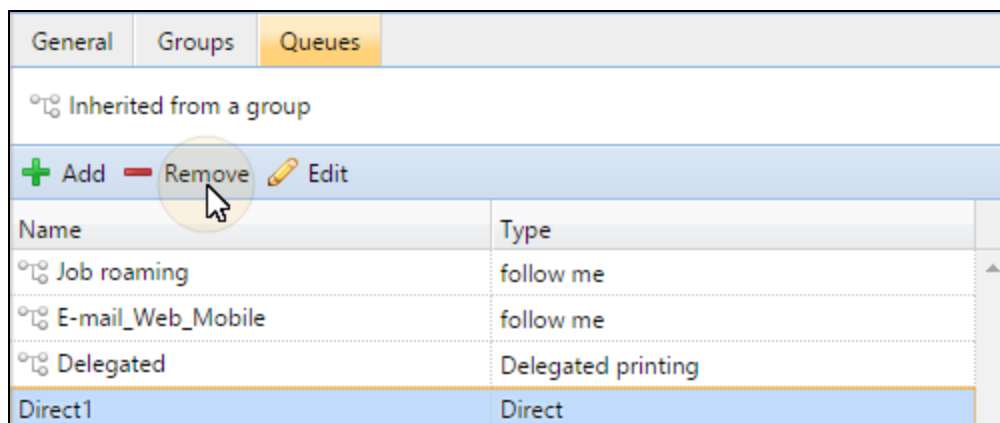 General Groups Queues
Inherited from a group
Add Remove Edit
Name Type
Job roaming follow me
E-mail_Web_Mobile follow me
Delegated Delegated printing
Direct1 Direct